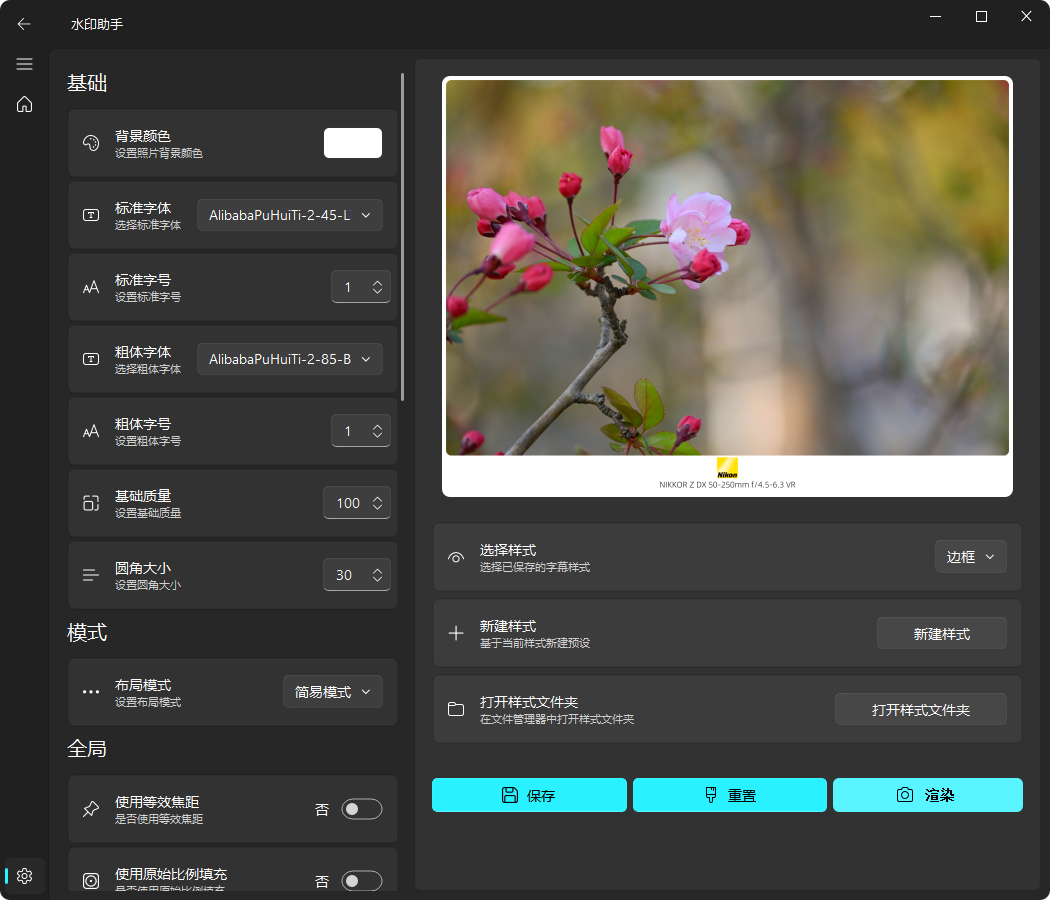 水印助手
基础
背景颜色
设置照片背景颜色
标准字体
选择标准字体
AlibabaPuHuiTi-2-45-L
标准字号
设置标准字号
1
粗体字体
选择粗体字体
AlibabaPuHuiTi-2-85-B
粗体字号
设置粗体字号
1
基础质量
设置基础质量
100
圆角大小
设置圆角大小
30
模式
布局模式
设置布局模式
简易模式
全局
使用等效焦距
是否使用等效焦距
否
使用原始比例填充
是否使用原始比例填充
否
Nikon
NIKKOR Z DX 50-250mm f/4.5-6.3 VR
选择样式
选择已保存的字幕样式
边框
新建样式
基于当前样式新建预设
新建样式
打开样式文件夹
在文件管理器中打开样式文件夹
打开样式文件夹
保存
重置
渲染